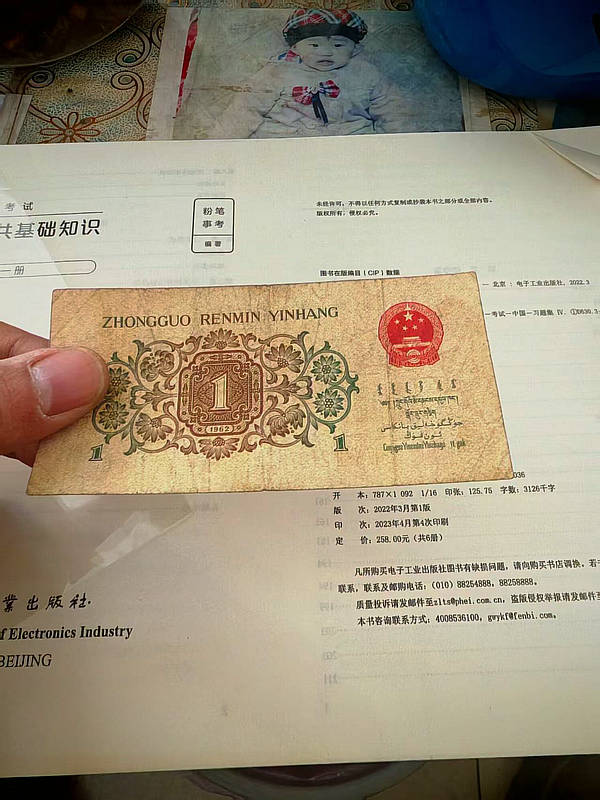 考试
共基础知识
一册
粉笔
事考
编著
未经许可，不得以任何方式复制或抄袭本书之部分或全部内容。
版权所有，侵权必究。
图书在版编目（CIP）数据
北京：电子工业出版社，2022.3
—考试—中国—习题集 Ⅳ. ①D630.3-
ZHONGGUO RENMIN YINHANG
1
1962
1
1
036
开 本：787×1 092 1/16 印张：125.75 字数：3126千字
版 次：2022年3月第1版
印 次：2023年4月第4次印刷
定 价：258.00元（共6册）
凡所购买电子工业出版社图书有缺损问题，请向购买书店调换。若
联系，联系及邮购电话：（010）88254888，88258888。
质量投诉请发邮件至zlts@phei.com.cn，盗版侵权举报请发邮件至
本书咨询联系方式：4008536100，gwykf@fenbi.com。
業出版社·
of Electronics Industry
BEIJING